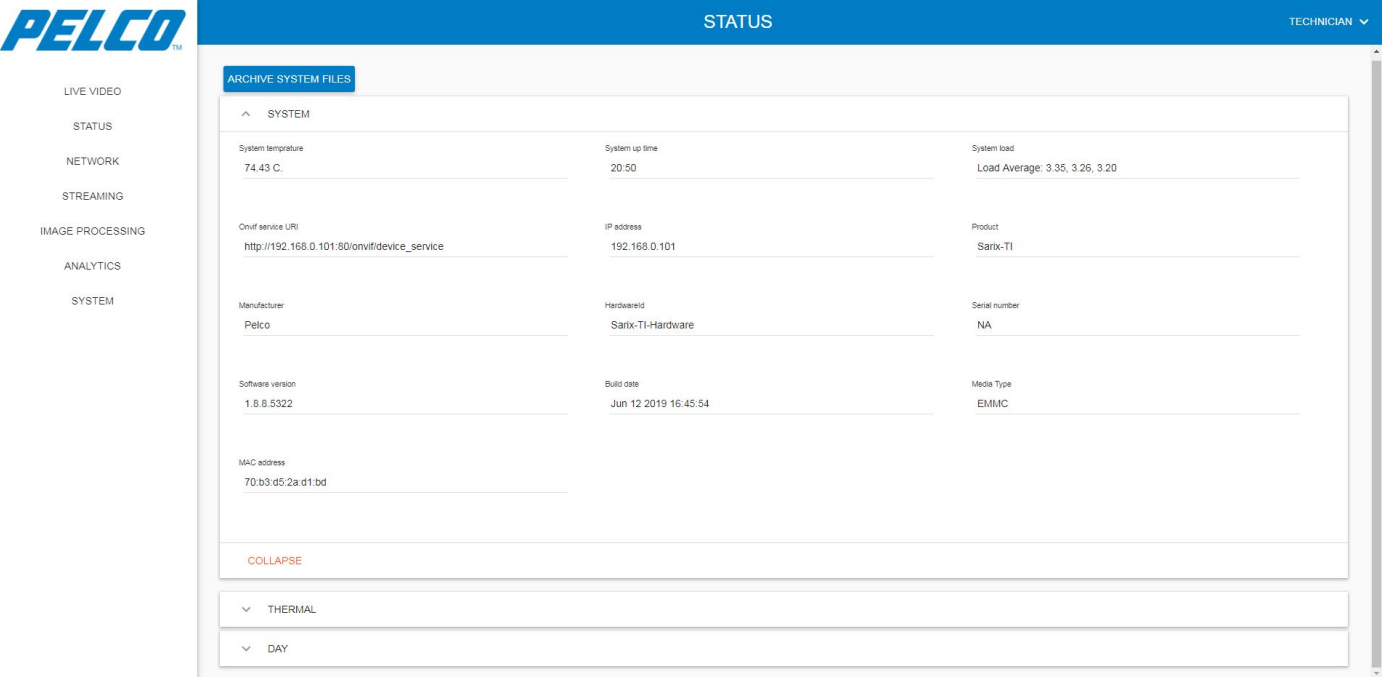 PELCO TM
STATUS
TECHNICIAN
LIVE VIDEO
STATUS
NETWORK
STREAMING
IMAGE PROCESSING
ANALYTICS
SYSTEM
ARCHIVE SYSTEM FILES
SYSTEM
System temprature
System up time
System load
74.43 C.
20:50
Load Average: 3.35, 3.26, 3.20
Onvif service URI
IP address
Product
http://192.168.0.101:80/onvif/device_service
192.168.0.101
Sarix-TI
Manufacturer
HardwareId
Serial number
Pelco
Sarix-TI-Hardware
NA
Software version
Build date
Media Type
1.8.8.5322
Jun 12 2019 16:45:54
EMMC
MAC address
70:b3:d5:2a:d1:bd
COLLAPSE
THERMAL
DAY